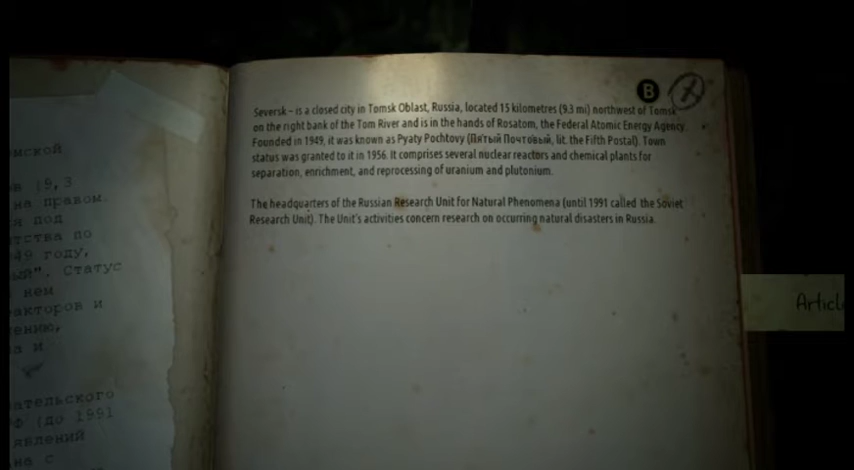 мской
в (9,3
на правом
я под
тства по
49 году,
ый". Статус
нем
акторов и
ению,
а и
ательского
Ф (до 1991
явлений
на с
B
Seversk – is a closed city in Tomsk Oblast, Russia, located 15 kilometres (9.3 mi) northwest of Tomsk
on the right bank of the Tom River and is in the hands of Rosatom, the Federal Atomic Energy Agency.
Founded in 1949, it was known as Pyaty Pochtovy (Пятый Почтовый, lit. the Fifth Postal). Town
status was granted to it in 1956. It comprises several nuclear reactors and chemical plants for
separation, enrichment, and reprocessing of uranium and plutonium.
The headquarters of the Russian Research Unit for Natural Phenomena (until 1991 called the Soviet
Research Unit). The Unit's activities concern research on occurring natural disasters in Russia.
Articl